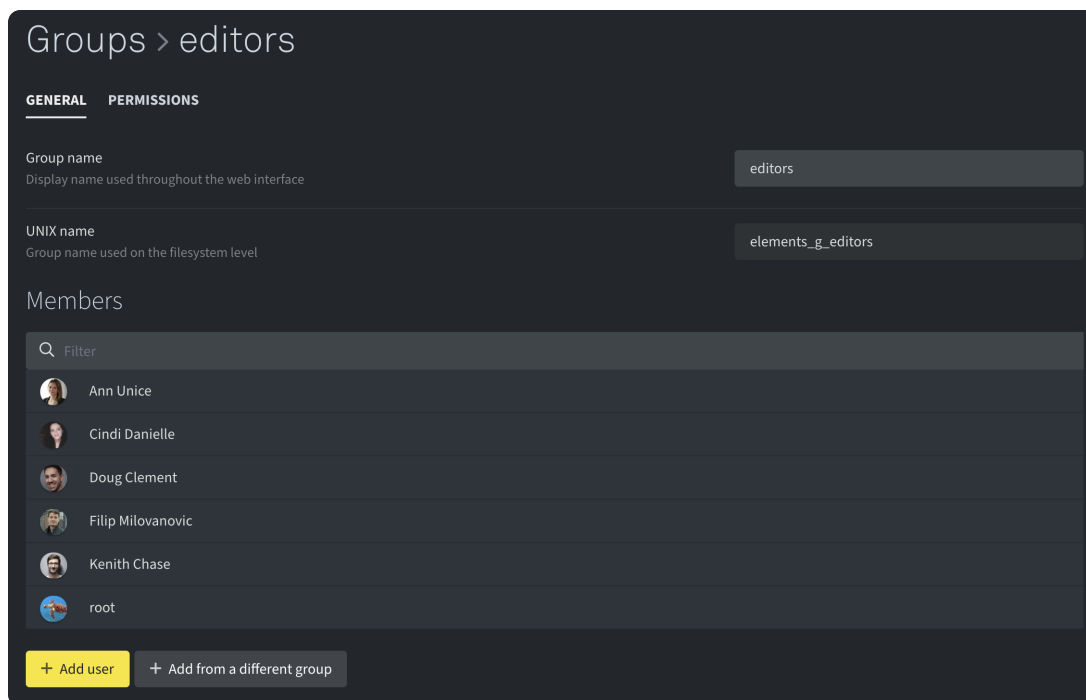 Groups > editors
GENERAL PERMISSIONS
Group name
Display name used throughout the web interface
editors
UNIX name
Group name used on the filesystem level
elements_g_editors
Members
Filter
Ann Unice
Cindi Danielle
Doug Clement
Filip Milovanovic
Kenith Chase
root
+ Add user + Add from a different group